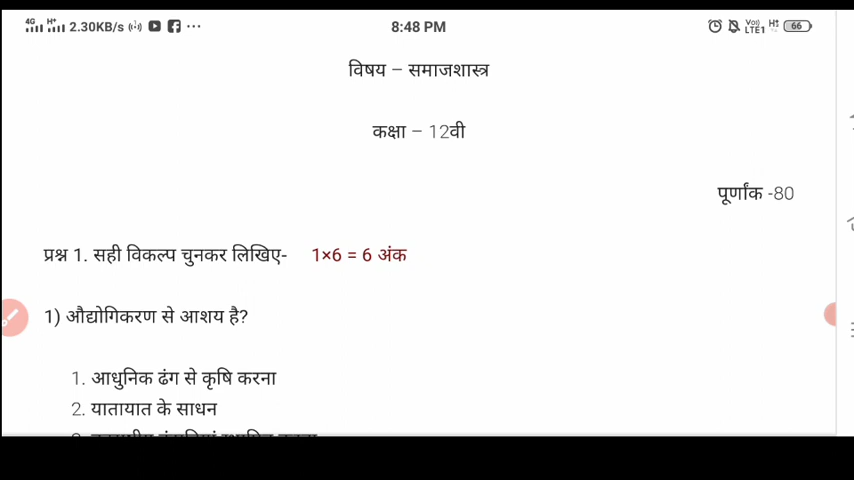 4G H+ 2.30KB/s ... 8:48 PM Vo) LTE1 H‡ 66
विषय – समाजशास्त्र
कक्षा – 12वी
पूर्णांक -80
प्रश्न 1. सही विकल्प चुनकर लिखिए- 1×6 = 6 अंक
1) औद्योगिकरण से आशय है?
1. आधुनिक ढंग से कृषि करना
2. यातायात के साधन